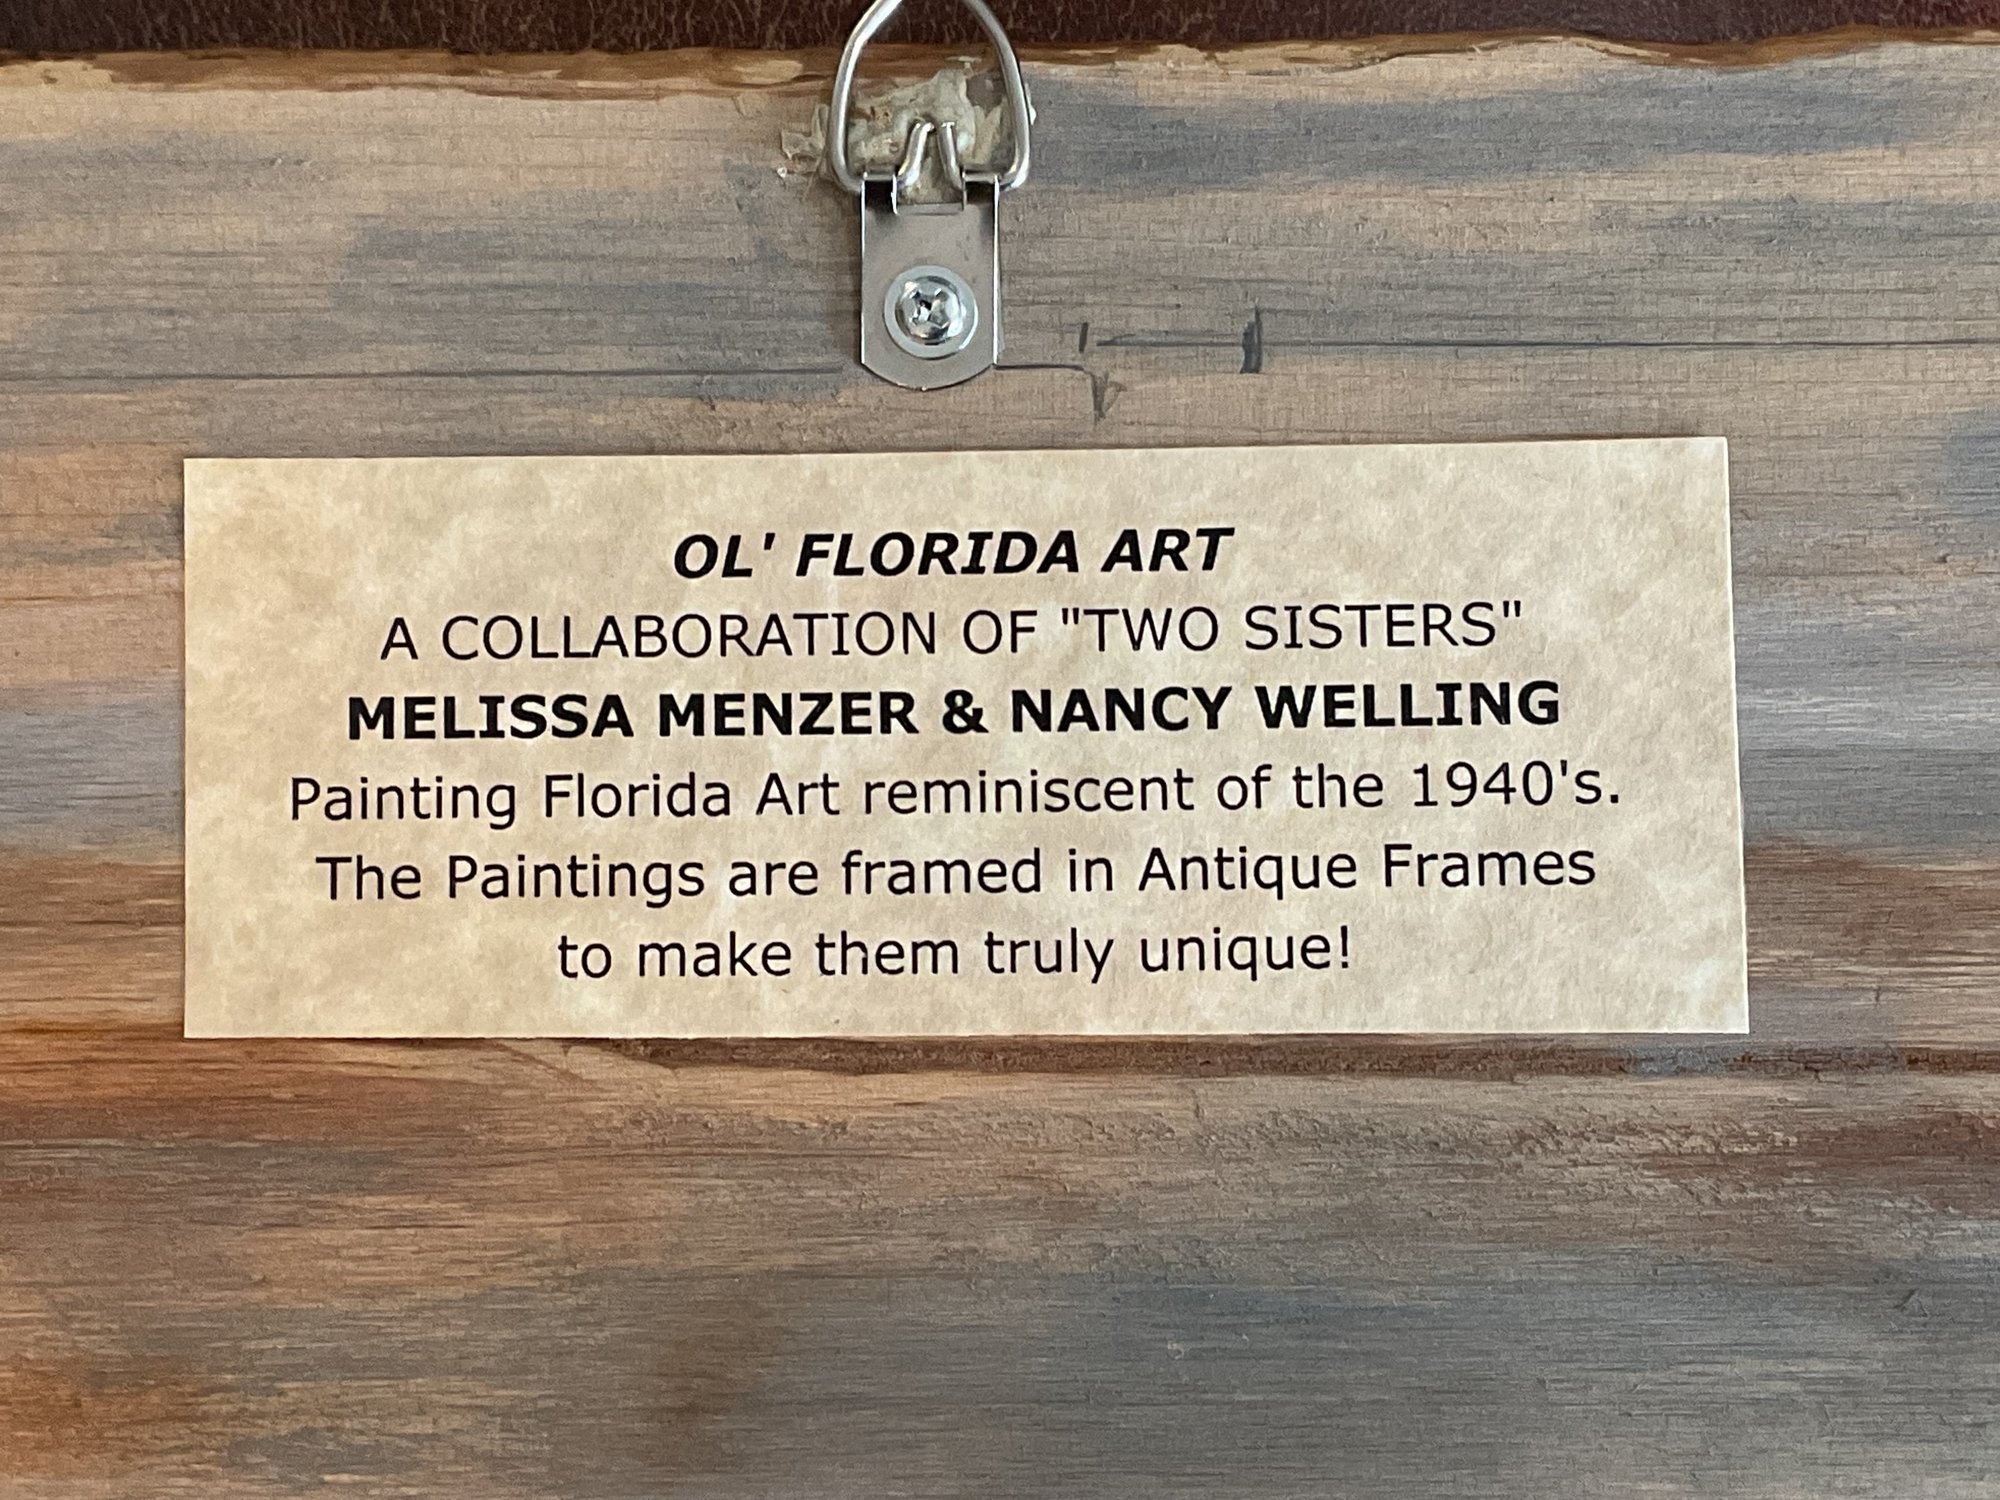 OL' FLORIDA ART
A COLLABORATION OF "TWO SISTERS"
MELISSA MENZER & NANCY WELLING
Painting Florida Art reminiscent of the 1940's.
The Paintings are framed in Antique Frames
to make them truly unique!